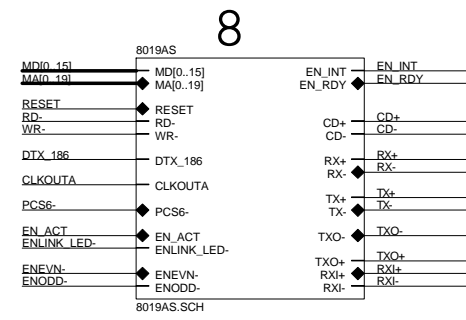 8
8019AS
MD[0..15] MD[0..15] EN_INT EN_INT
MA[0..19] MA[0..19] EN_RDY EN_RDY
RESET RESET
RD- RD- CD+ CD+
WR- WR- CD- CD-
DTX_186 DTX_186 RX+ RX+
RX- RX-
CLKOUTA CLKOUTA
TX+ TX+
PCS6- PCS6- TX- TX-
EN_ACT EN_ACT TXO- TXO-
ENLINK_LED- ENLINK_LED-
TXO+ TXO+
ENEVN- ENEVN- RXI+ RXI+
ENODD- ENODD- RXI- RXI-
8019AS.SCH